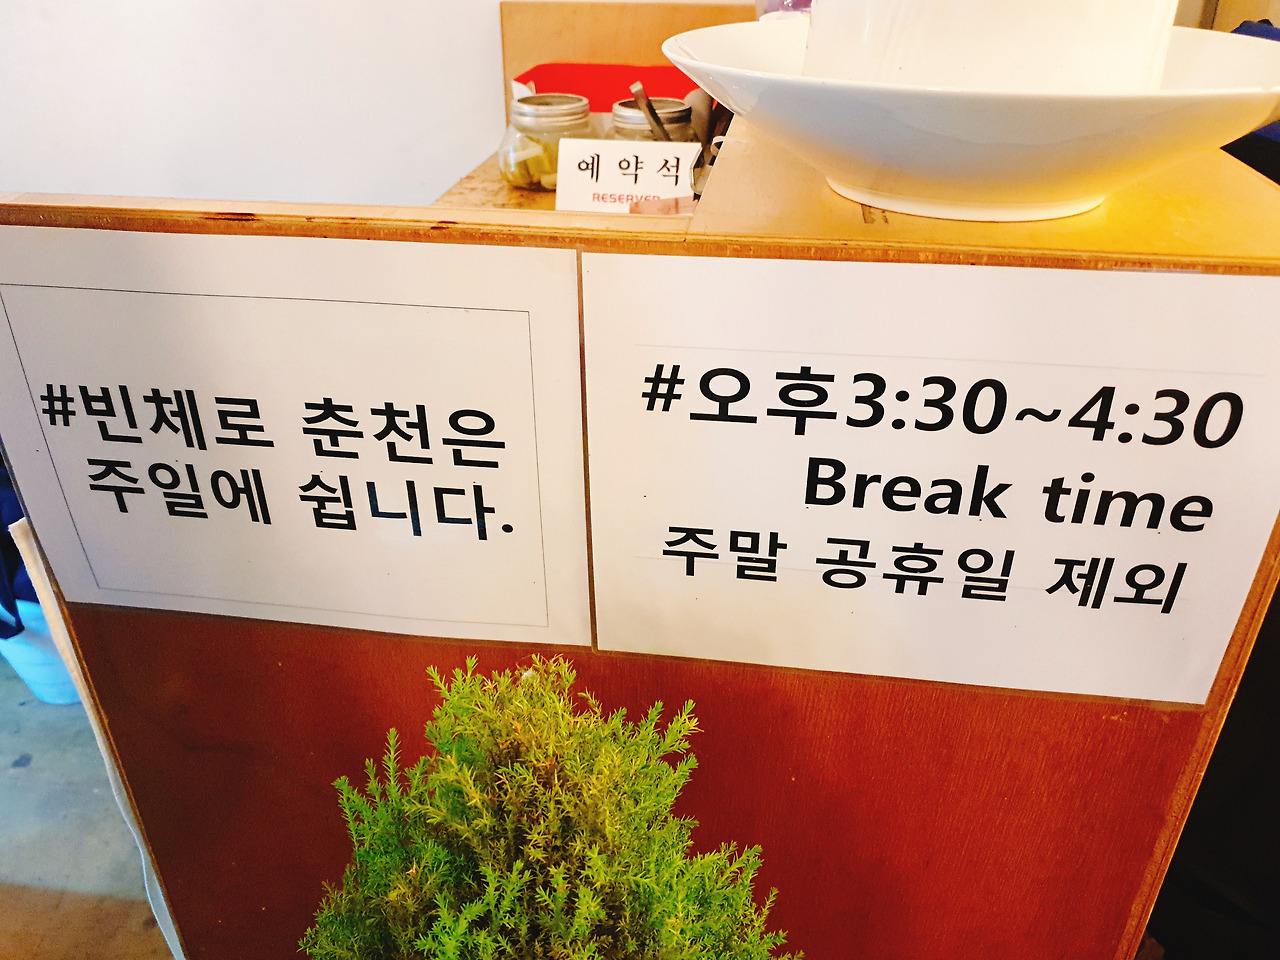 예약석
RESERVED
#빈체로 춘천은
주일에 쉽니다.
#오후3:30~4:30
Break time
주말 공휴일 제외